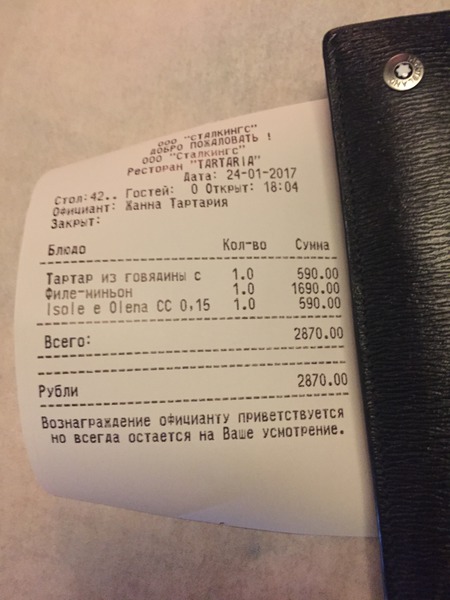 ООО "СТАЛКИНГС"
ДОБРО ПОЖАЛОВАТЬ !
ООО "Сталкингс"
Ресторан "TARTARIA"
Дата: 24-01-2017
Стол:42.. Гостей: 0 Открыт: 18:04
Официант: Жанна Тартария
Закрыт:
Блюдо Кол-во Сумма
Тартар из говядины с 1.0 590.00
Филе-миньон 1.0 1690.00
Isole e Olena CC 0,15 1.0 590.00
Всего: 2870.00
Рубли 2870.00
Вознаграждение официанту приветствуется
но всегда остается на Ваше усмотрение.